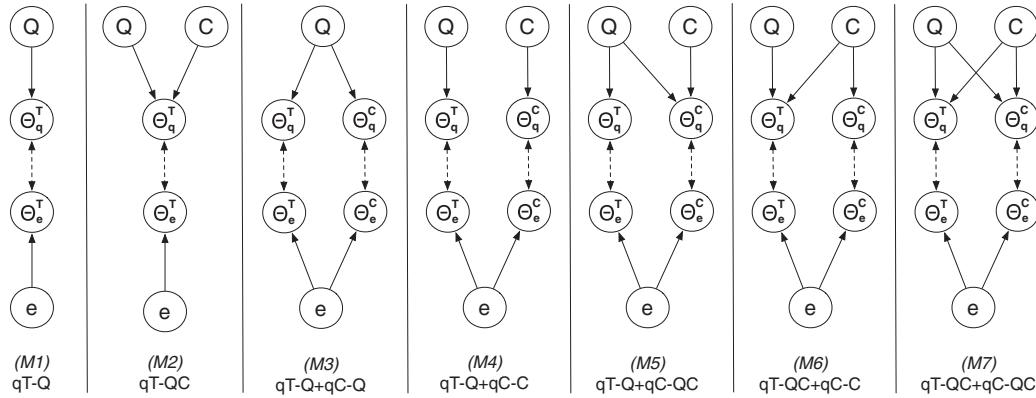 Q Q C Q Q C Q C Q C Q C
Θ_q^T Θ_q^T Θ_q^T Θ_q^C Θ_q^T Θ_q^C Θ_q^T Θ_q^C Θ_q^T Θ_q^C Θ_q^T Θ_q^C
Θ_e^T Θ_e^T Θ_e^T Θ_e^C Θ_e^T Θ_e^C Θ_e^T Θ_e^C Θ_e^T Θ_e^C Θ_e^T Θ_e^C
e e e e e e e
(M1) (M2) (M3) (M4) (M5) (M6) (M7)
qT-Q qT-QC qT-Q+qC-Q qT-Q+qC-C qT-Q+qC-QC qT-QC+qC-C qT-QC+qC-QC